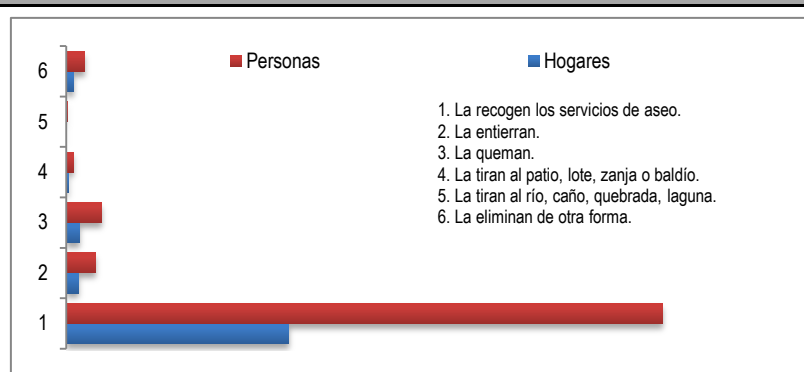 Personas Hogares
1. La recogen los servicios de aseo.
2. La entierran.
3. La queman.
4. La tiran al patio, lote, zanja o baldío.
5. La tiran al río, caño, quebrada, laguna.
6. La eliminan de otra forma.
6
5
4
3
2
1